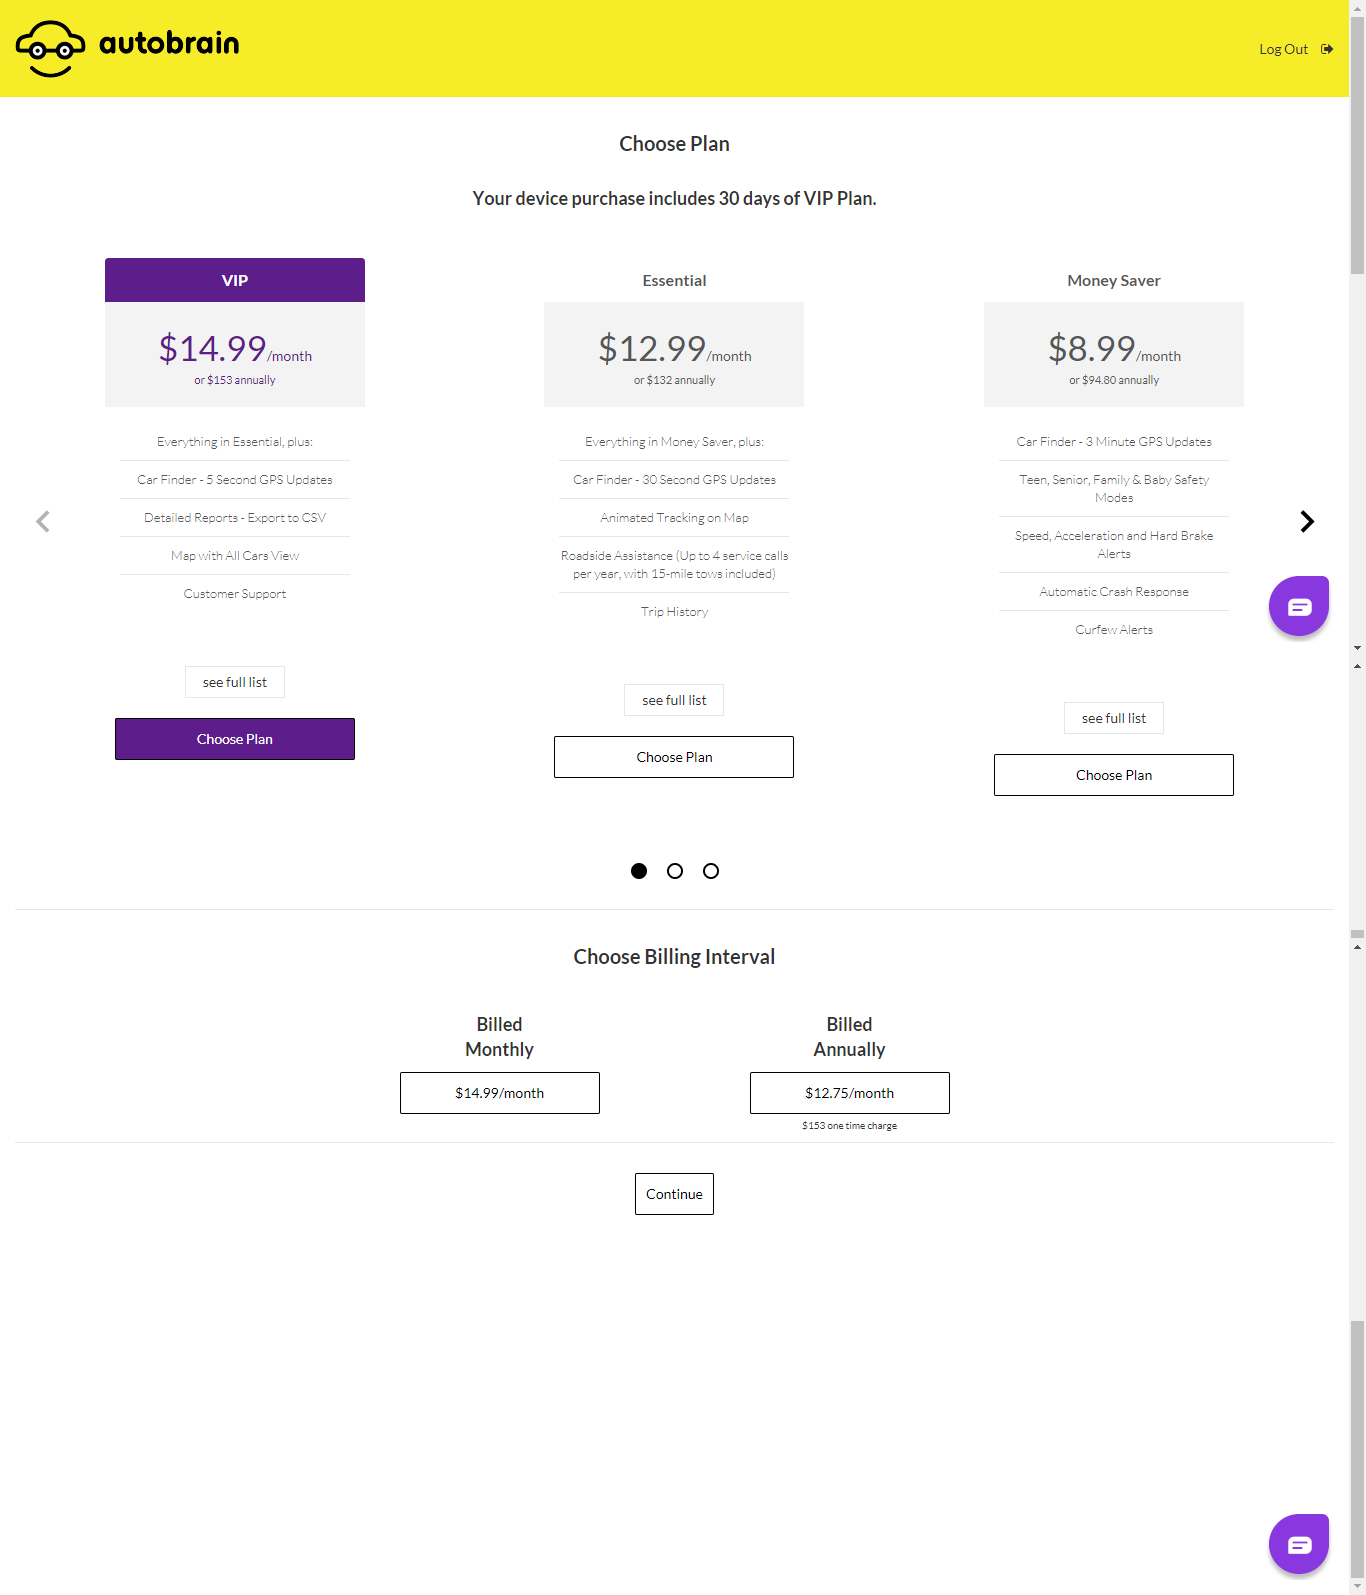 autobrain
Log Out
Choose Plan
Your device purchase includes 30 days of VIP Plan.
VIP
$14.99/month
or $153 annually
Everything in Essential, plus:
Car Finder - 5 Second GPS Updates
Detailed Reports - Export to CSV
Map with All Cars View
Customer Support
see full list
Choose Plan
Essential
$12.99/month
or $132 annually
Everything in Money Saver, plus:
Car Finder - 30 Second GPS Updates
Animated Tracking on Map
Roadside Assistance (Up to 4 service calls
per year, with 15-mile tows included)
Trip History
see full list
Choose Plan
Money Saver
$8.99/month
or $94.80 annually
Car Finder - 3 Minute GPS Updates
Teen, Senior, Family & Baby Safety
Modes
Speed, Acceleration and Hard Brake
Alerts
Automatic Crash Response
Curfew Alerts
see full list
Choose Plan
Choose Billing Interval
Billed
Monthly
$14.99/month
Billed
Annually
$12.75/month
$153 one time charge
Continue